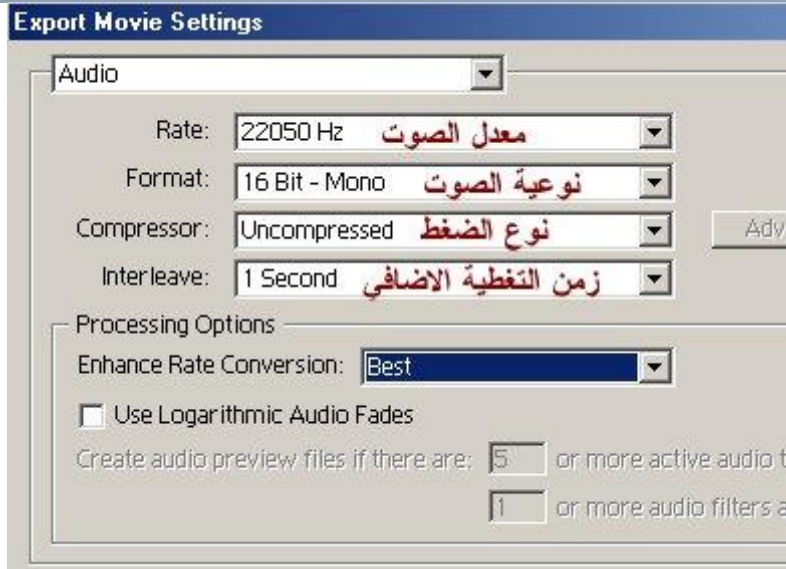 Export Movie Settings
Audio
Rate: 22050 Hz معدل الصوت
Format: 16 Bit - Mono نوعية الصوت
Compressor: Uncompressed نوع الضغط
Adv
Interleave: 1 Second زمن التغطية الاضافي
Processing Options
Enhance Rate Conversion: Best
Use Logarithmic Audio Fades
Create audio preview files if there are: 5 or more active audio t
1 or more audio filters a